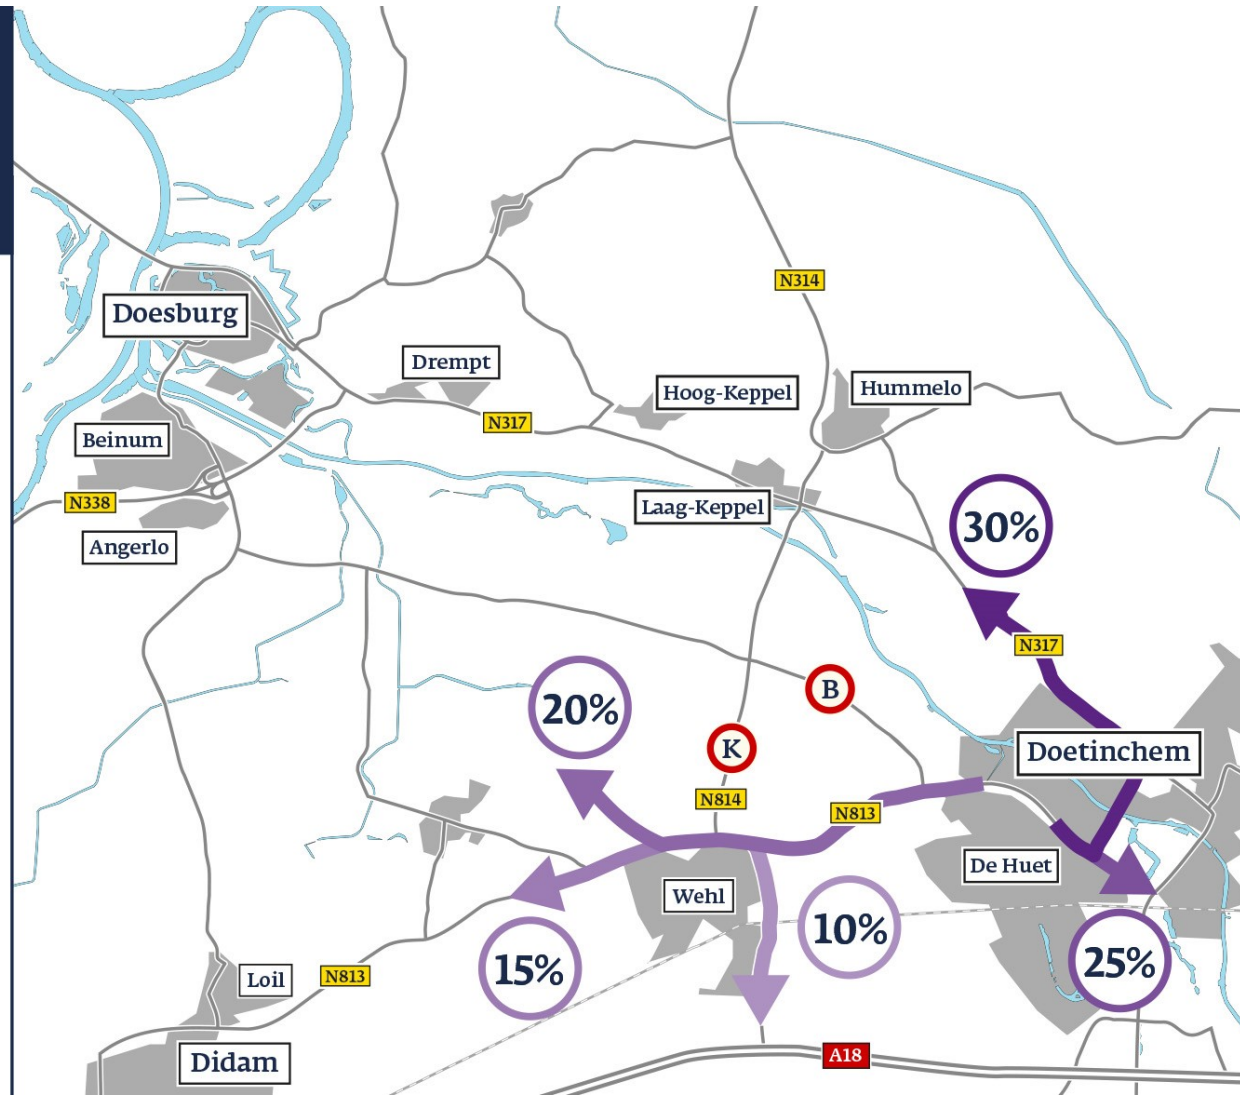 N314
Doesburg
Drempt
Hoog-Keppel
Hummelo
N317
Beinum
N338
Laag-Keppel
Angerlo
30%
N317
B
20%
K
Doetinchem
N814
N813
De Huet
Wehl
10%
25%
15%
Loil
N813
Didam
A18